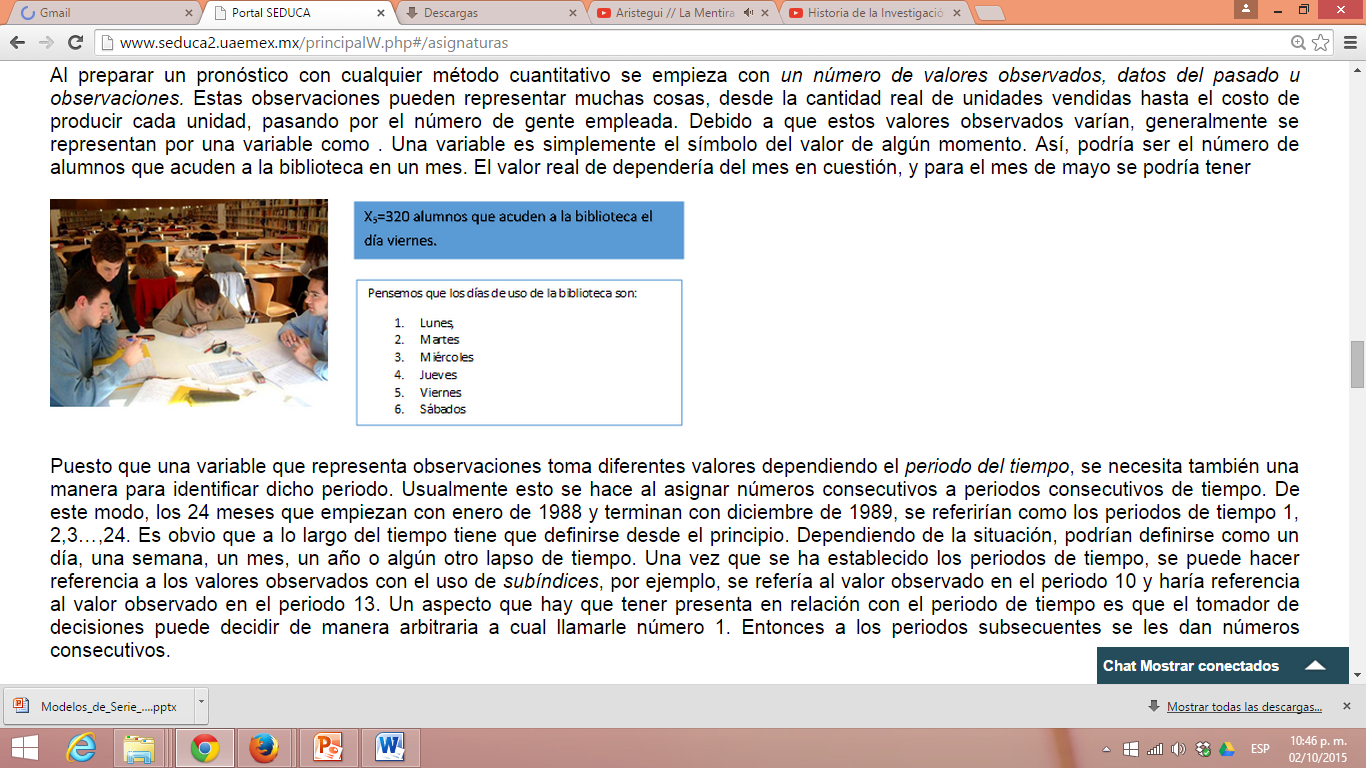 Gmail
Portal SEDUCA
Descargas
Aristegui // La Mentira
Historia de la Investigació
www.seduca2.uaemex.mx/principalW.php#/asignaturas
Al preparar un pronóstico con cualquier método cuantitativo se empieza con un número de valores observados, datos del pasado u
observaciones. Estas observaciones pueden representar muchas cosas, desde la cantidad real de unidades vendidas hasta el costo de
producir cada unidad, pasando por el número de gente empleada. Debido a que estos valores observados varían, generalmente se
representan por una variable como . Una variable es simplemente el símbolo del valor de algún momento. Así, podría ser el número de
alumnos que acuden a la biblioteca en un mes. El valor real de dependería del mes en cuestión, y para el mes de mayo se podría tener
X₅=320 alumnos que acuden a la biblioteca el
día viernes.
Pensemos que los días de uso de la biblioteca son:
1. Lunes,
2. Martes
3. Miércoles
4. Jueves
5. Viernes
6. Sábados
Puesto que una variable que representa observaciones toma diferentes valores dependiendo el periodo del tiempo, se necesita también una
manera para identificar dicho periodo. Usualmente esto se hace al asignar números consecutivos a periodos consecutivos de tiempo. De
este modo, los 24 meses que empiezan con enero de 1988 y terminan con diciembre de 1989, se referirían como los periodos de tiempo 1,
2,3…,24. Es obvio que a lo largo del tiempo tiene que definirse desde el principio. Dependiendo de la situación, podrían definirse como un
día, una semana, un mes, un año o algún otro lapso de tiempo. Una vez que se ha establecido los periodos de tiempo, se puede hacer
referencia a los valores observados con el uso de subíndices, por ejemplo, se refería al valor observado en el periodo 10 y haría referencia
al valor observado en el periodo 13. Un aspecto que hay que tener presenta en relación con el periodo de tiempo es que el tomador de
decisiones puede decidir de manera arbitraria a cual llamarle número 1. Entonces a los periodos subsecuentes se les dan números
consecutivos.
Chat Mostrar conectados
Modelos_de_Serie_....pptx
Mostrar todas las descargas...
ESP
10:46 p. m.
02/10/2015